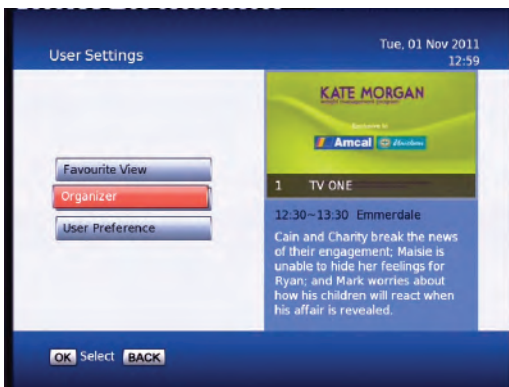 User Settings
Tue, 01 Nov 2011
12:59
Favourite View
Organizer
User Preference
KATE MORGAN
weight management program
Amcal
1 TV ONE
12:30~13:30 Emmerdale
Cain and Charity break the news
of their engagement; Maisie is
unable to hide her feelings for
Ryan; and Mark worries about
how his children will react when
his affair is revealed.
OK Select BACK